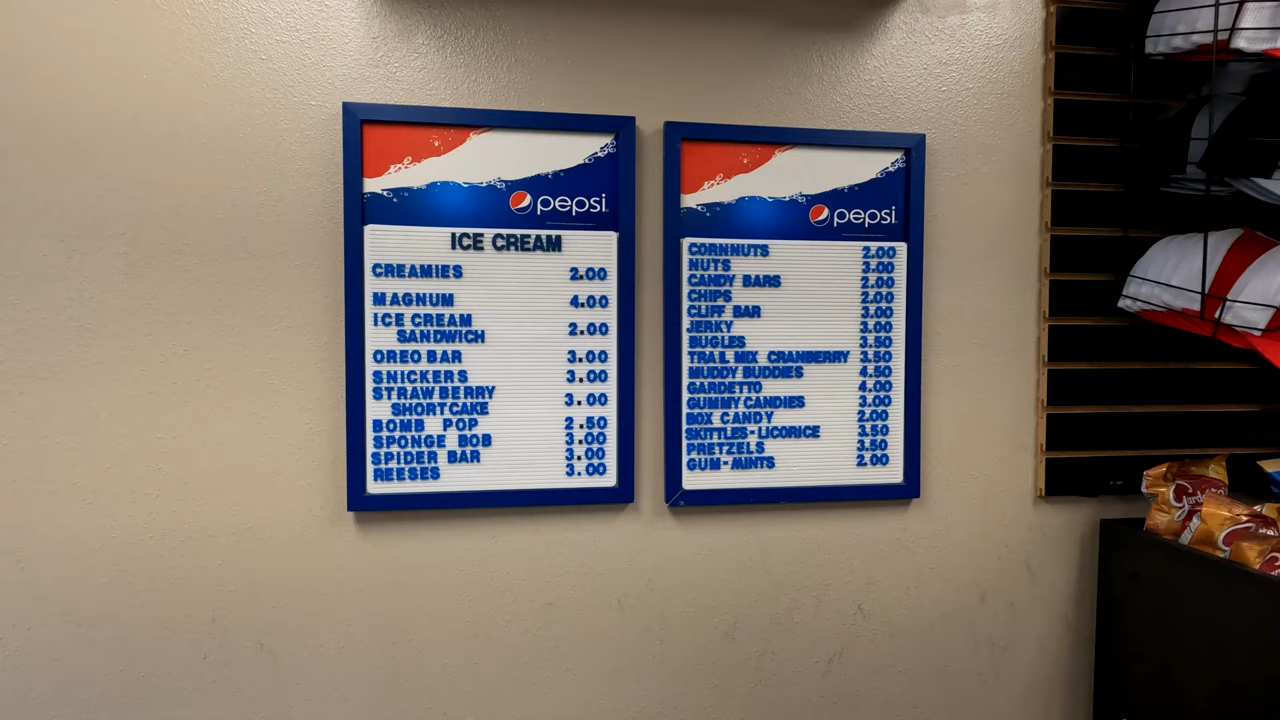 pepsi
ICE CREAM
CREAMIES 2.00
MAGNUM 4.00
ICE CREAM
SANDWICH 2.00
OREO BAR 3.00
SNICKERS 3.00
STRAWBERRY
SHORTCAKE 3.00
BOMB POP 2.50
SPONGE BOB 3.00
SPIDER BAR 3.00
REESES 3.00
pepsi
CORNNUTS 2.00
NUTS 3.00
CANDY BARS 2.00
CHIPS 2.00
CLIFF BAR 3.00
JERKY 3.00
BUGLES 3.50
TRAIL MIX CRANBERRY 3.50
MUDDY BUDDIES 4.50
GARDETTO 4.00
GUMMY CANDIES 3.00
BOX CANDY 2.00
SKITTLES-LICORICE 3.50
PRETZELS 3.50
GUM-MINTS 2.00